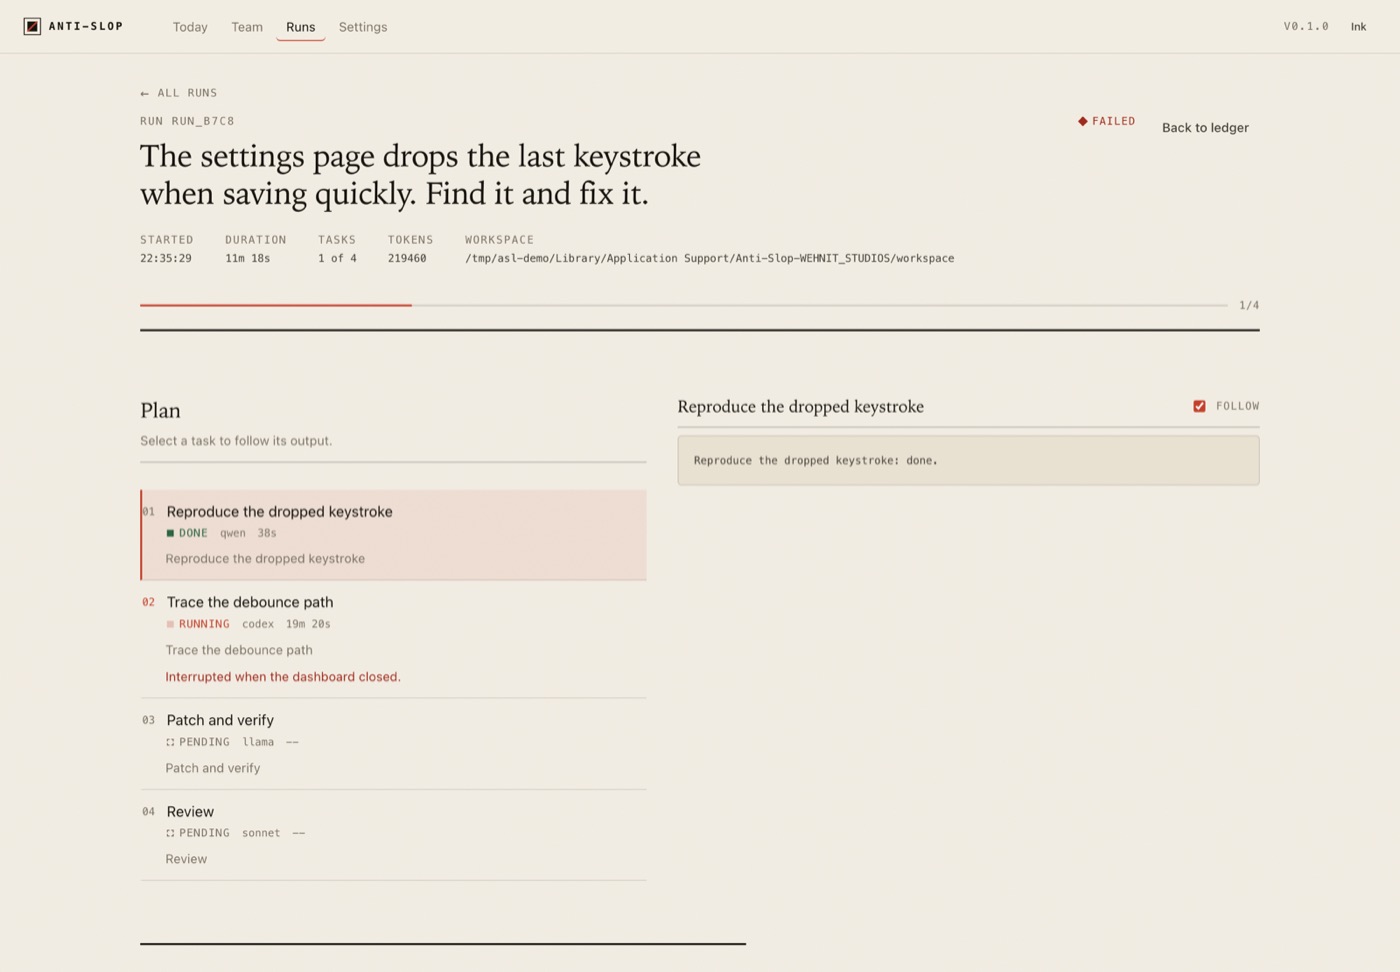 ANTI-SLOP
Today Team Runs Settings
V0.1.0 Ink
← ALL RUNS
RUN RUN_B7C8
FAILED
Back to ledger
The settings page drops the last keystroke
when saving quickly. Find it and fix it.
STARTED DURATION TASKS TOKENS WORKSPACE
22:35:29 11m 18s 1 of 4 219460 /tmp/asl-demo/Library/Application Support/Anti-Slop-WEHNIT_STUDIOS/workspace
1/4
Plan
Select a task to follow its output.
01 Reproduce the dropped keystroke
DONE qwen 38s
Reproduce the dropped keystroke
02 Trace the debounce path
RUNNING codex 19m 20s
Trace the debounce path
Interrupted when the dashboard closed.
03 Patch and verify
PENDING llama --
Patch and verify
04 Review
PENDING sonnet --
Review
Reproduce the dropped keystroke
FOLLOW
Reproduce the dropped keystroke: done.